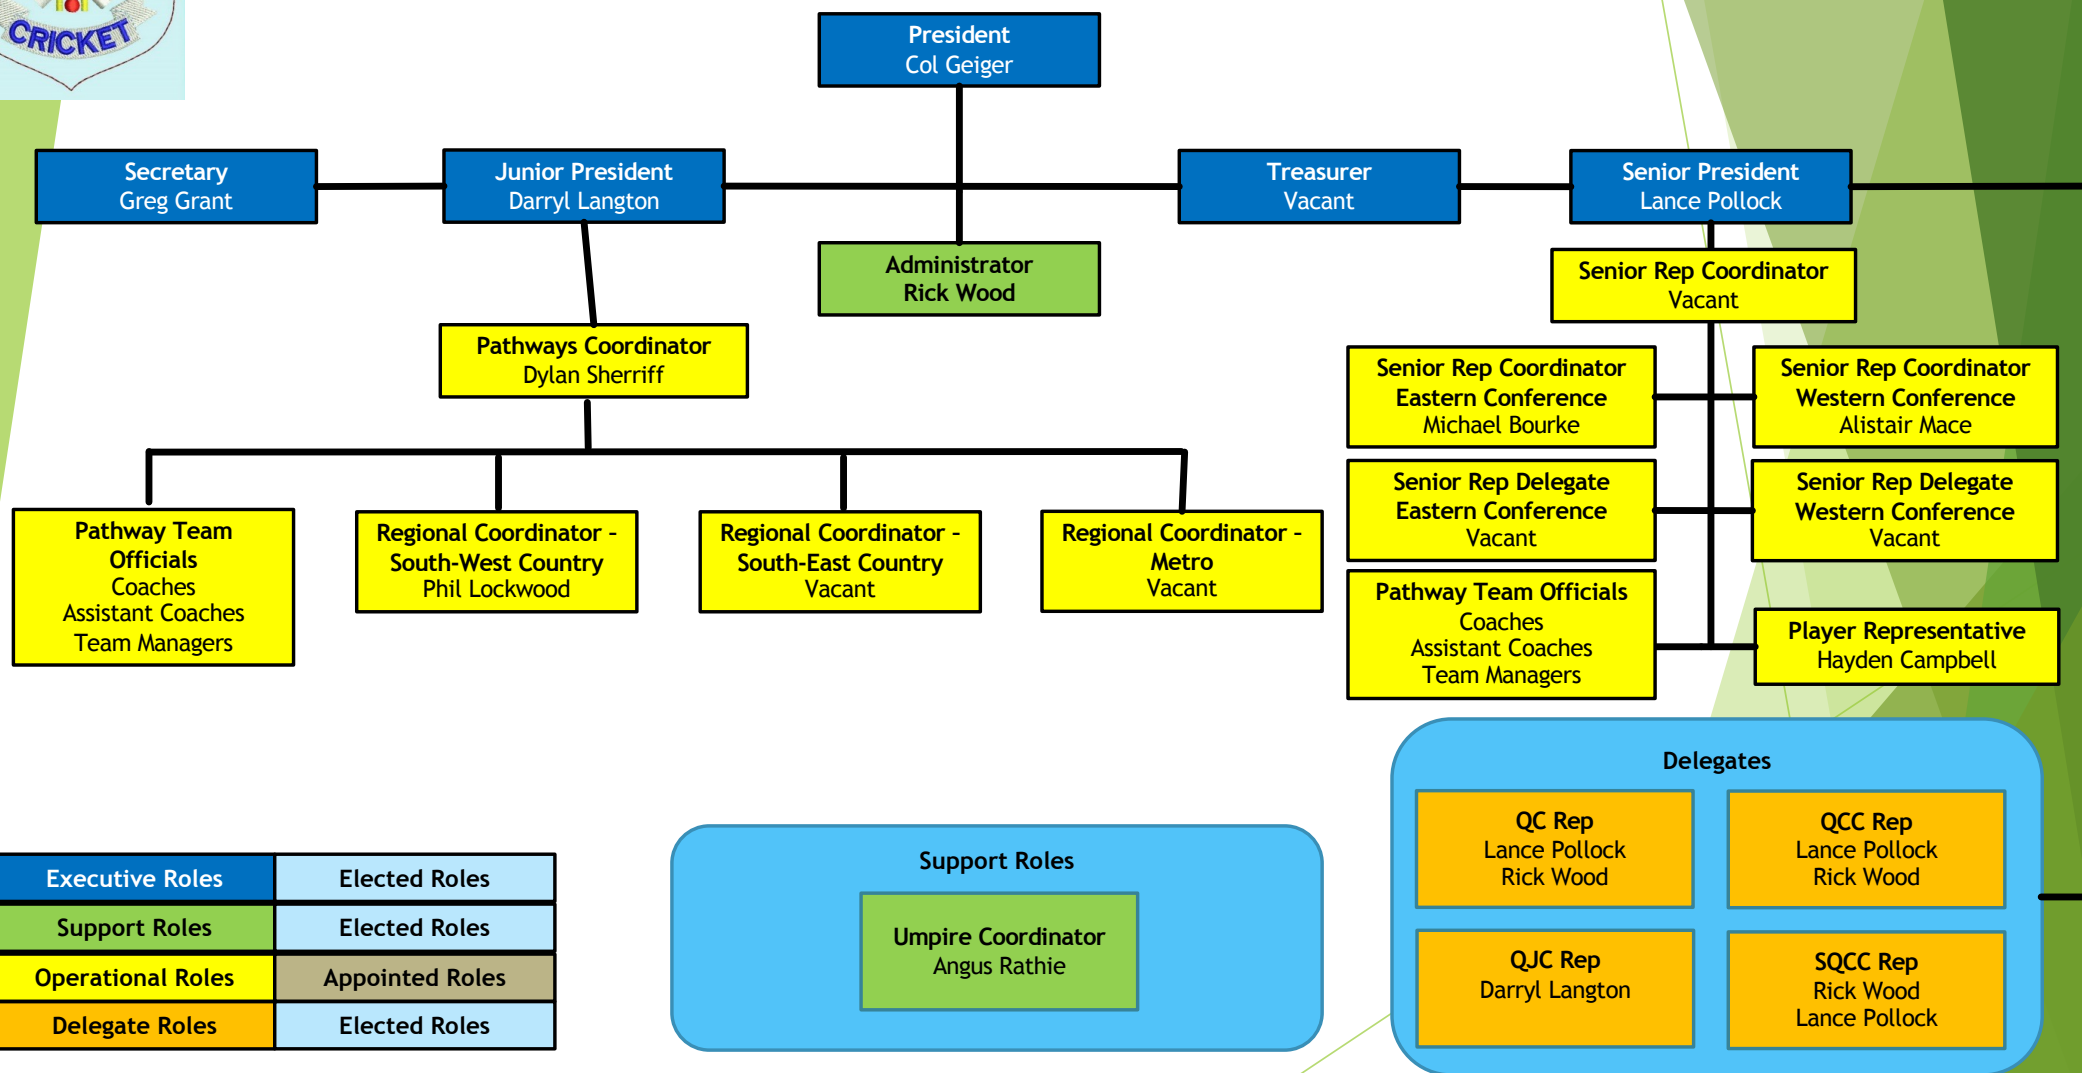 CRICKET
President
Col Geiger
Secretary
Greg Grant
Junior President
Darryl Langton
Treasurer
Vacant
Senior President
Lance Pollock
Administrator
Rick Wood
Senior Rep Coordinator
Vacant
Pathways Coordinator
Dylan Sherriff
Senior Rep Coordinator
Eastern Conference
Michael Bourke
Senior Rep Coordinator
Western Conference
Alistair Mace
Senior Rep Delegate
Eastern Conference
Vacant
Senior Rep Delegate
Western Conference
Vacant
Pathway Team
Officials
Coaches
Assistant Coaches
Team Managers
Regional Coordinator –
South-West Country
Phil Lockwood
Regional Coordinator –
South-East Country
Vacant
Regional Coordinator –
Metro
Vacant
Pathway Team Officials
Coaches
Assistant Coaches
Team Managers
Player Representative
Hayden Campbell
Delegates
QC Rep
Lance Pollock
Rick Wood
QCC Rep
Lance Pollock
Rick Wood
QJC Rep
Darryl Langton
SQCC Rep
Rick Wood
Lance Pollock
Support Roles
Umpire Coordinator
Angus Rathie
Executive Roles
Elected Roles
Support Roles
Elected Roles
Operational Roles
Appointed Roles
Delegate Roles
Elected Roles